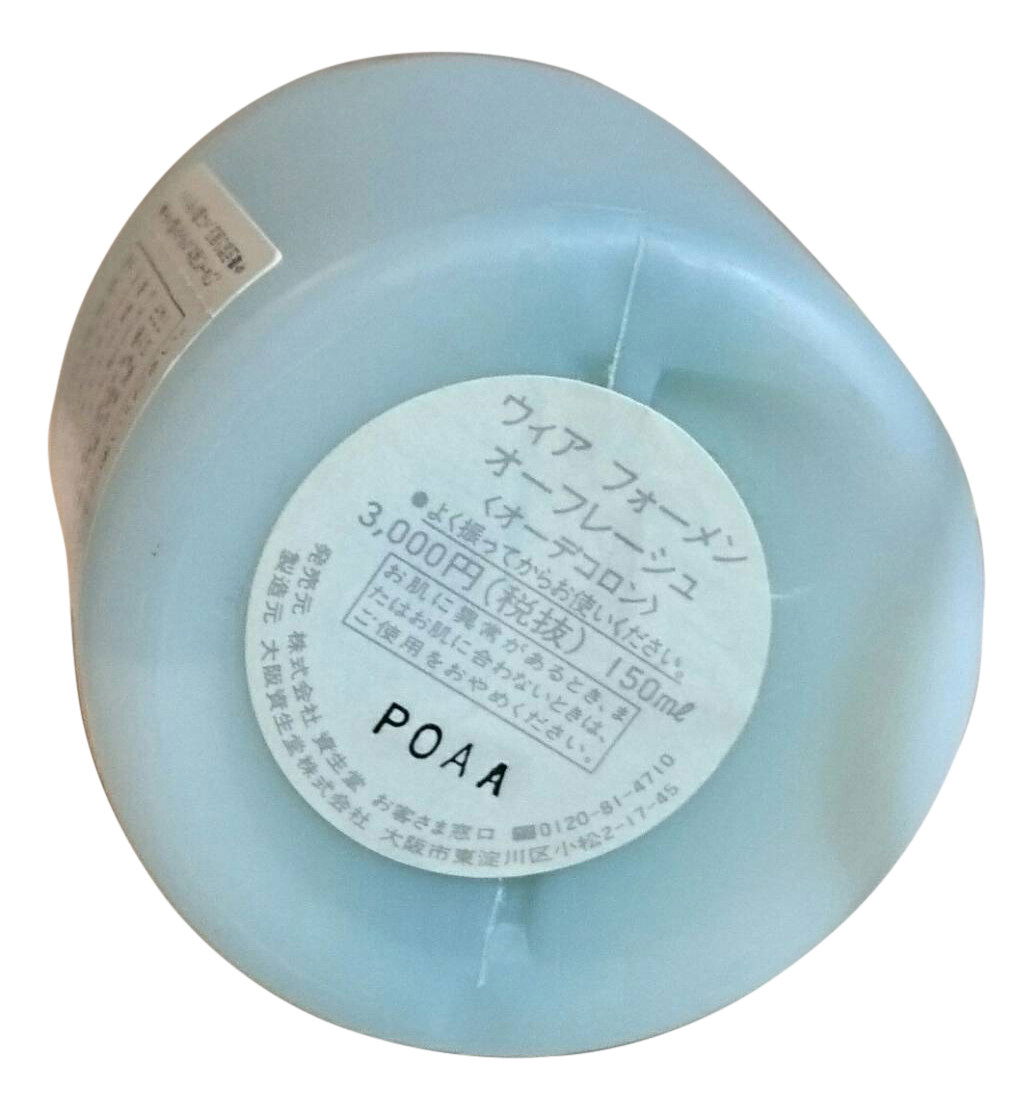 ウィア フォーメン
オーフレーシュ
〈オーデコロン〉
●よく振ってからお使いください。
3,000円(税抜) 150ml
お肌に異常があるとき、ま
たはお肌に合わないときは、
ご使用をおやめください。
POAA
発売元 株式会社 資生堂 お客さま窓口 0120-81-4710
製造元 大阪資生堂株式会社 大阪市東淀川区小松2-17-45